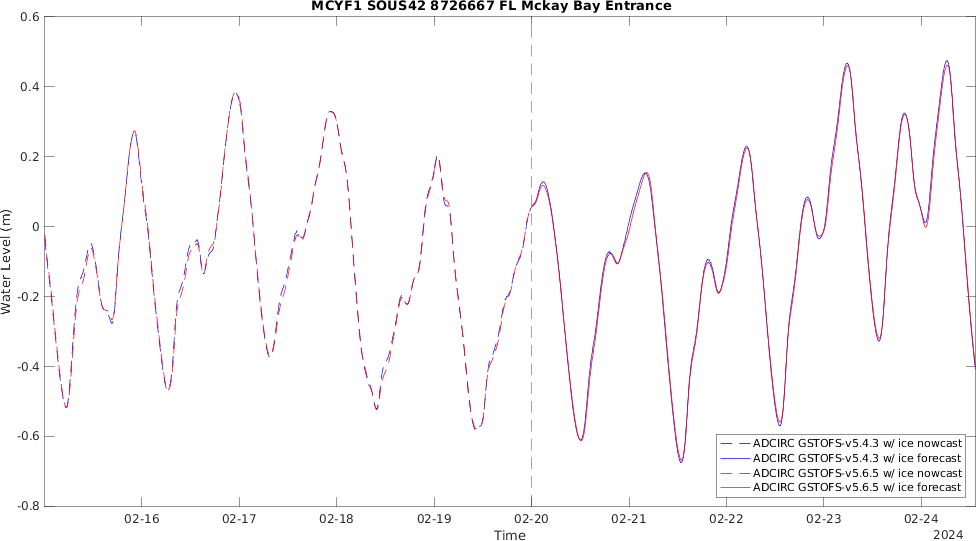 MCYF1 SOUS42 8726667 FL Mckay Bay Entrance
Water Level (m)
0.6
0.4
0.2
0
-0.2
-0.4
-0.6
-0.8
ADCIRC GSTOFS-v5.4.3 w/ ice nowcast
ADCIRC GSTOFS-v5.4.3 w/ ice forecast
ADCIRC GSTOFS-v5.6.5 w/ ice nowcast
ADCIRC GSTOFS-v5.6.5 w/ ice forecast
02-16 02-17 02-18 02-19 02-20 02-21 02-22 02-23 02-24
Time
2024